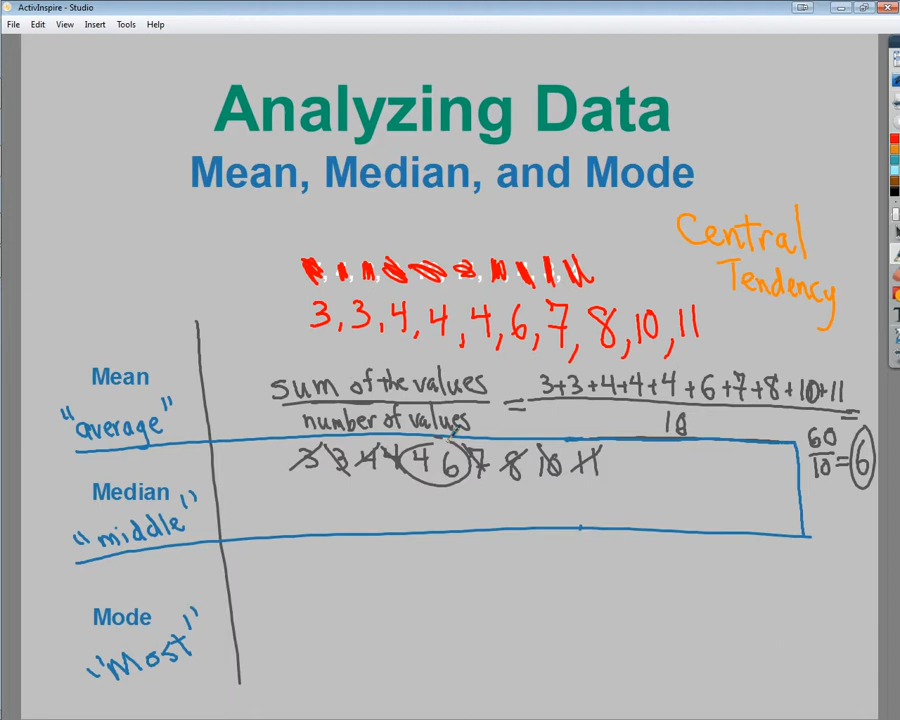 ActivInspire - Studio
File Edit View Insert Tools Help
Analyzing Data
Mean, Median, and Mode
Central
Tendency
3, 3, 4, 4, 4, 6, 7, 8, 10, 11
Mean
"average"
sum of the values
number of values
= 3+3+4+4+4+6+7+8+10+11 =
10
60
10 = 6
Median
"middle"
3 3 4 4 4 6 7 8 10 11
Mode
"Most"